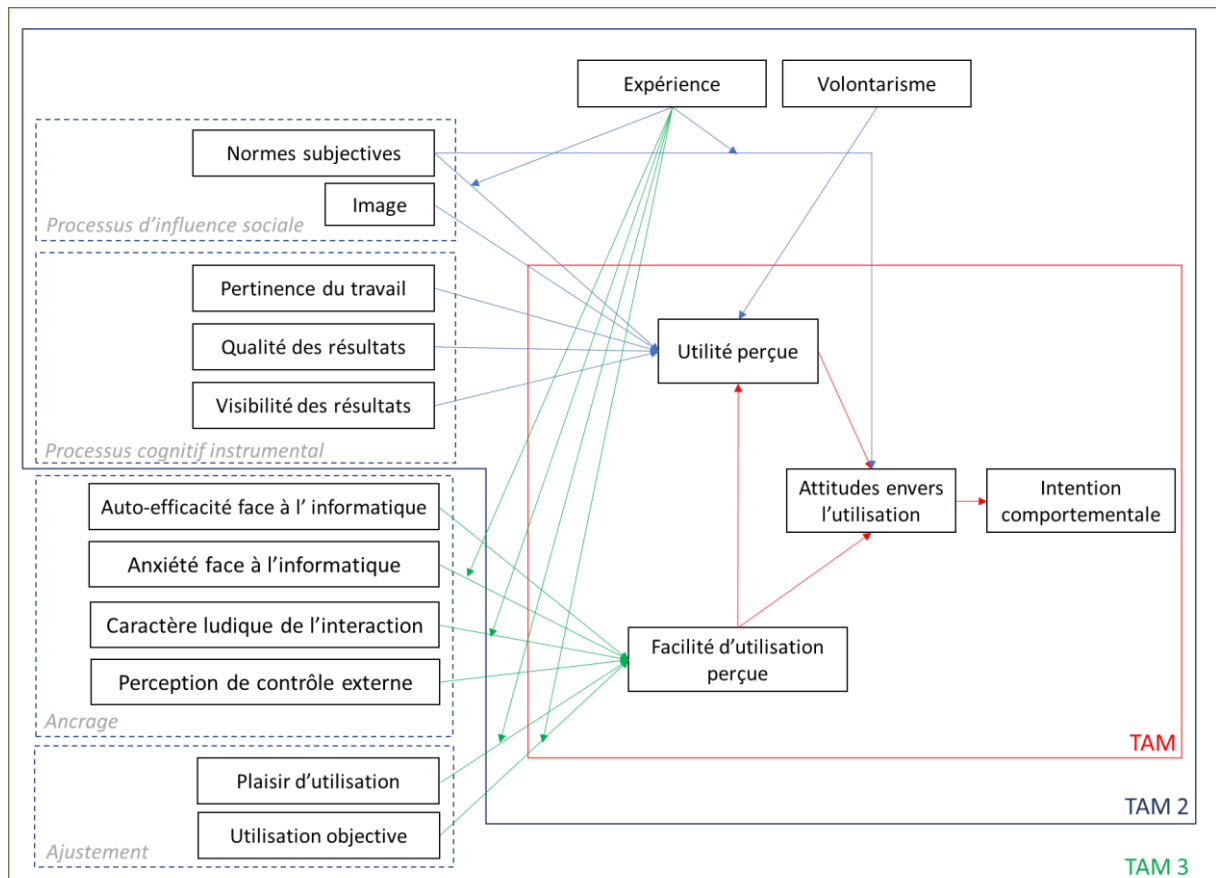 Expérience
Volontarisme
Normes subjectives
Image
Processus d'influence sociale
Pertinence du travail
Qualité des résultats
Visibilité des résultats
Processus cognitif instrumental
Utilité perçue
Auto-efficacité face à l' informatique
Anxiété face à l'informatique
Caractère ludique de l'interaction
Perception de contrôle externe
Ancrage
Attitudes envers
l'utilisation
Intention
comportementale
Facilité d'utilisation
perçue
TAM
Plaisir d'utilisation
Utilisation objective
Ajustement
TAM 2
TAM 3